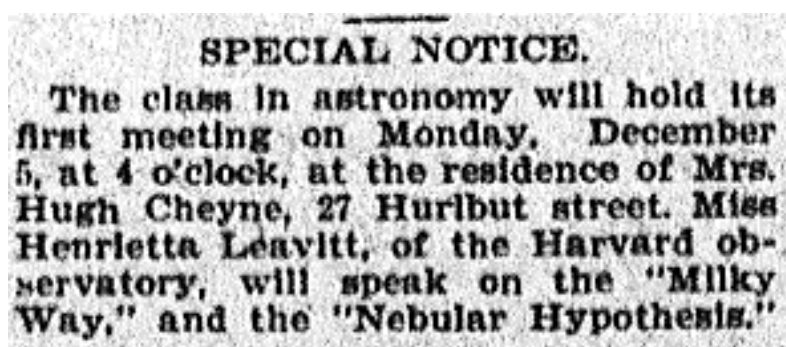 SPECIAL NOTICE.
The class in astronomy will hold its
first meeting on Monday, December
5, at 4 o'clock, at the residence of Mrs.
Hugh Cheyne, 27 Hurlbut street. Miss
Henrietta Leavitt, of the Harvard ob-
servatory, will speak on the "Milky
Way," and the "Nebular Hypothesis."